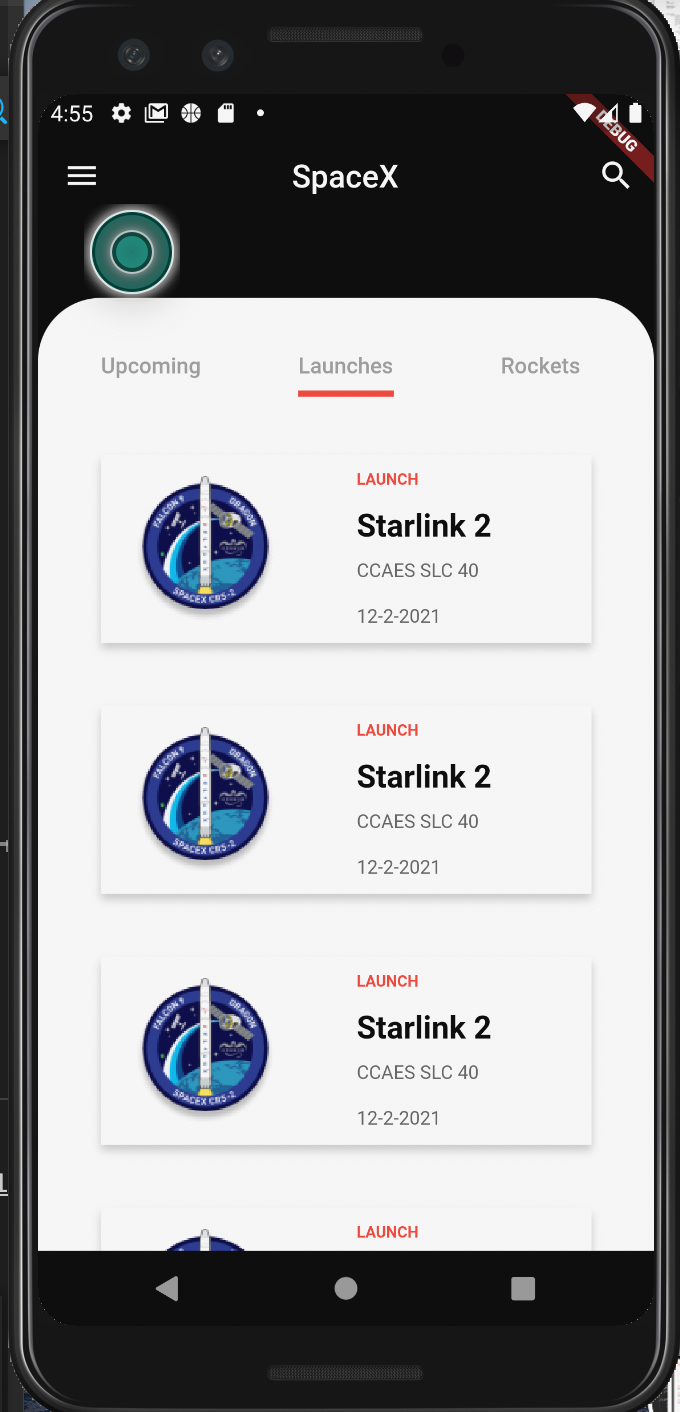 4:55
DEBUG
SpaceX
Upcoming
Launches
Rockets
FALCON 9
DRAGON
SPACEX CRS-2
LAUNCH
Starlink 2
CCAES SLC 40
12-2-2021
FALCON 9
DRAGON
SPACEX CRS-2
LAUNCH
Starlink 2
CCAES SLC 40
12-2-2021
FALCON 9
DRAGON
SPACEX CRS-2
LAUNCH
Starlink 2
CCAES SLC 40
12-2-2021
LAUNCH